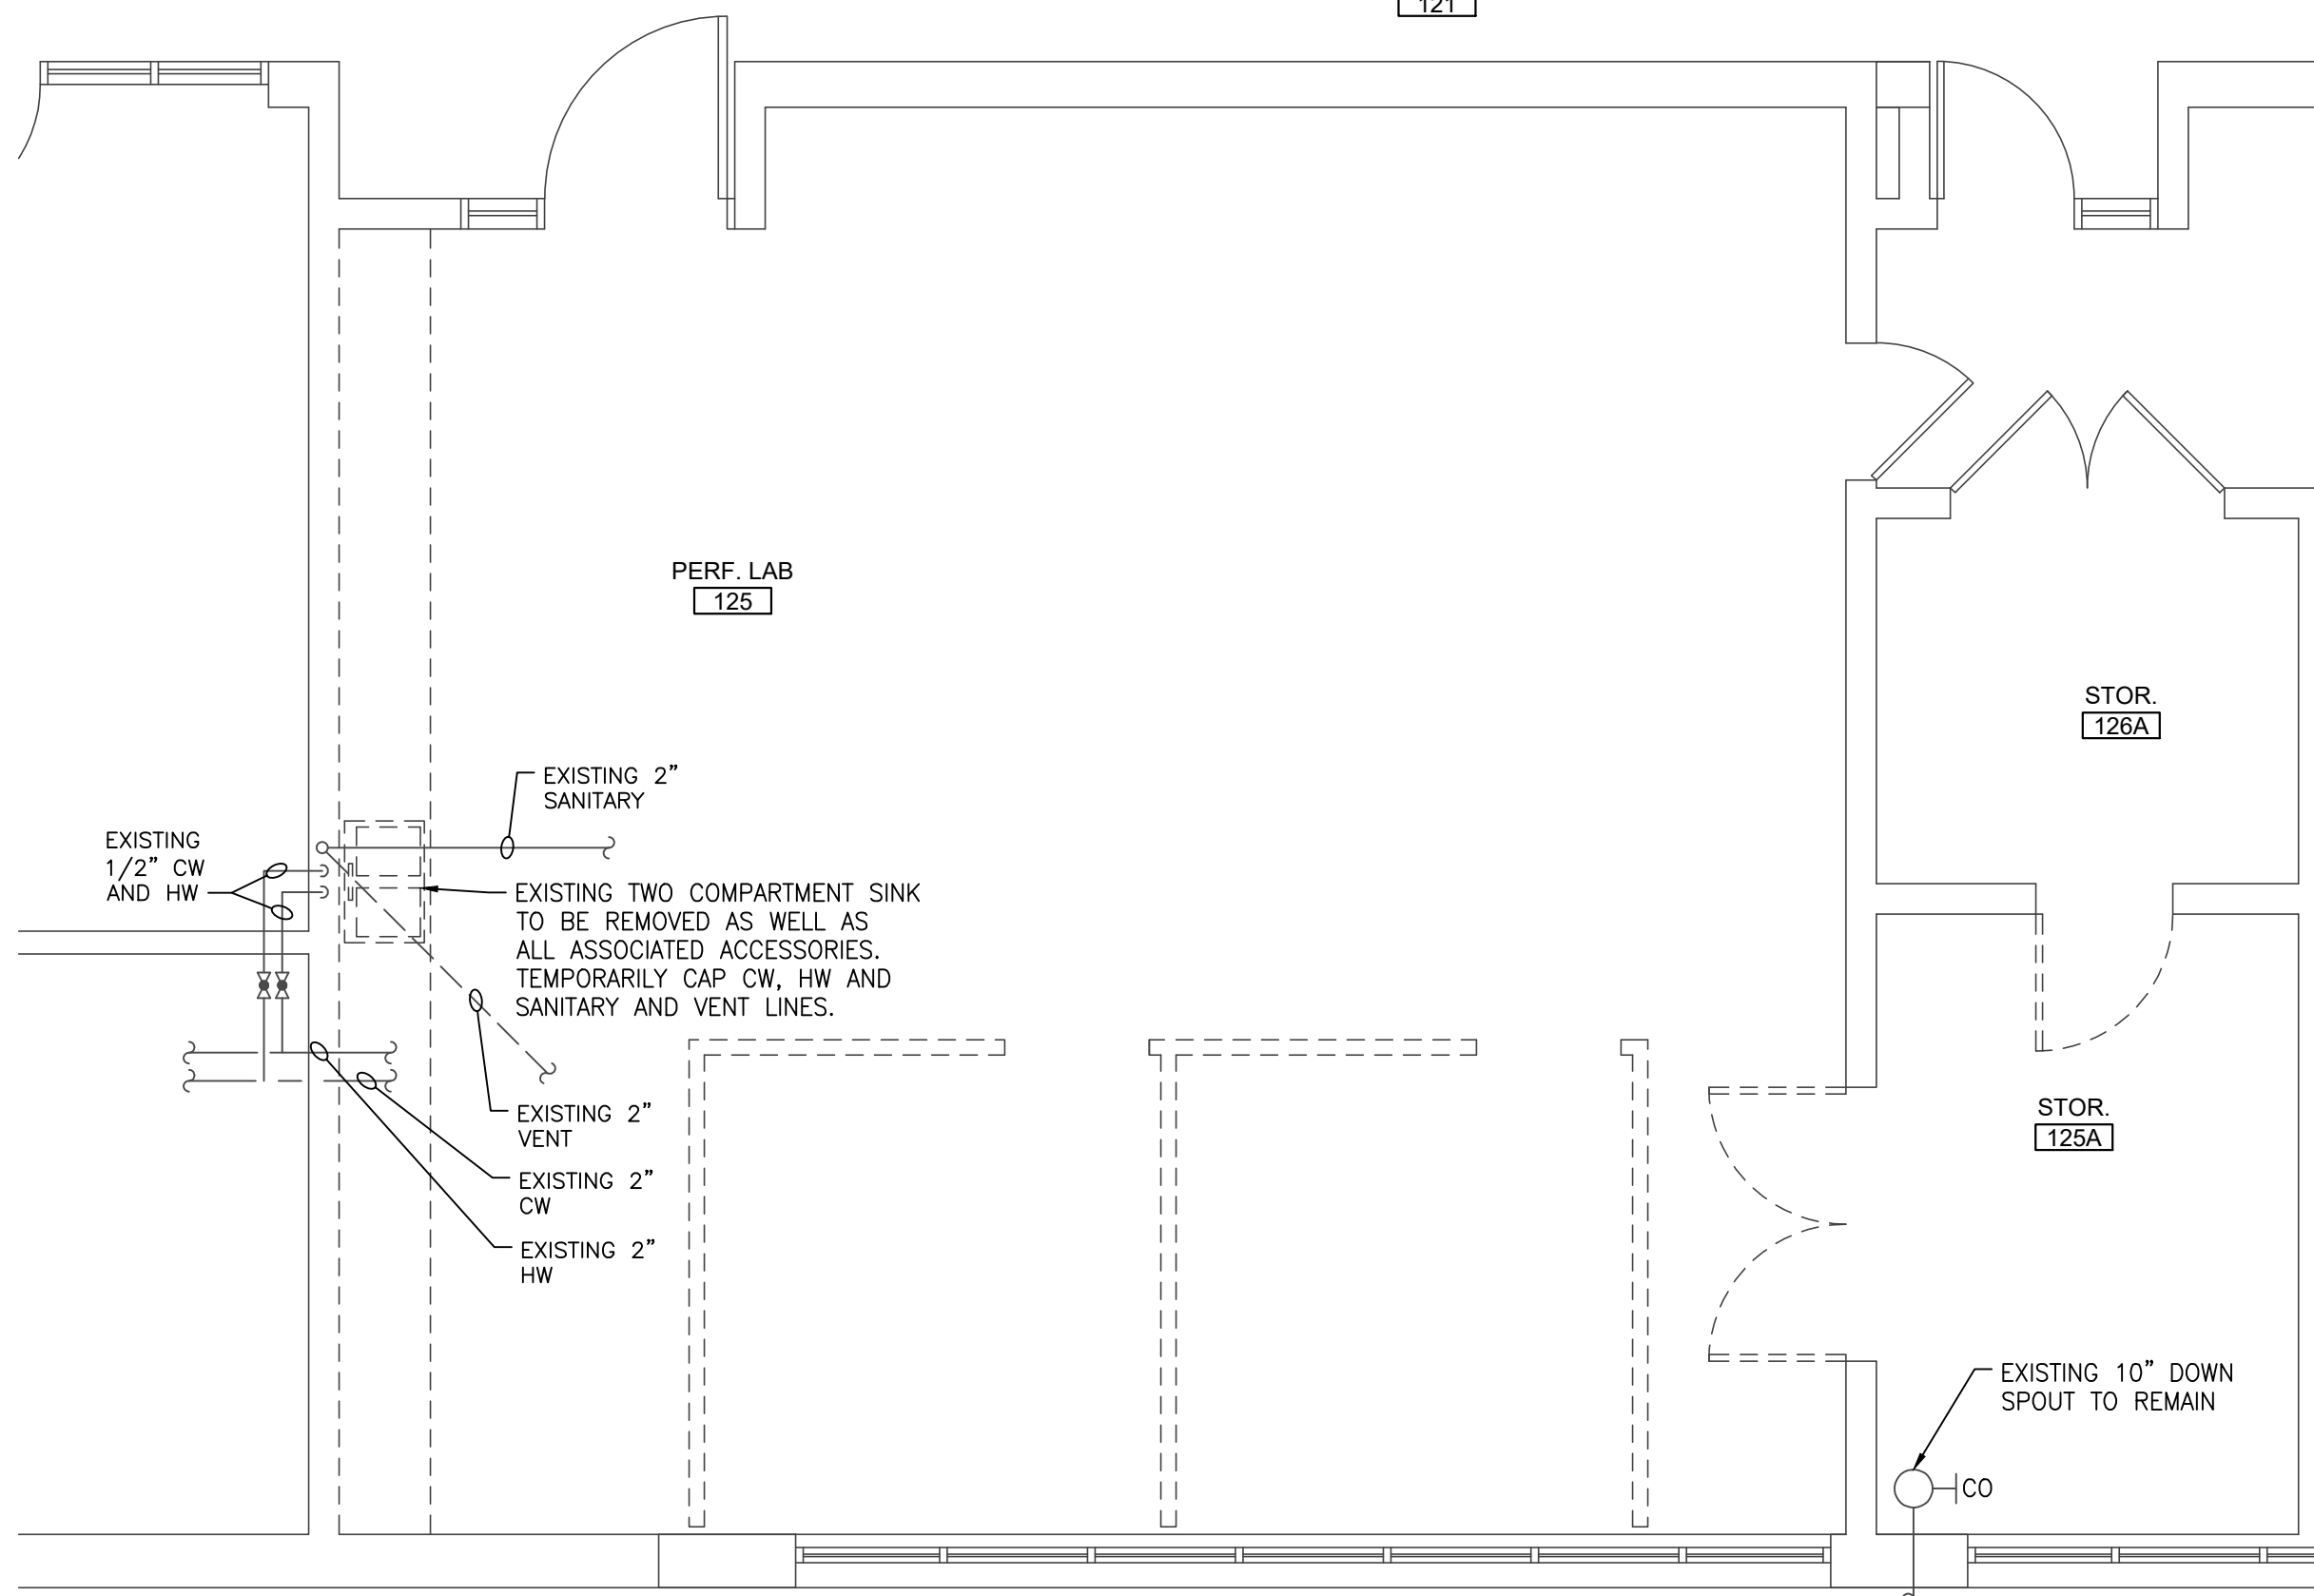 121
PERF. LAB
125
STOR.
126A
EXISTING 2"
SANITARY
EXISTING
1/2" CW
AND HW
EXISTING TWO COMPARTMENT SINK
TO BE REMOVED AS WELL AS
ALL ASSOCIATED ACCESSORIES.
TEMPORARILY CAP CW, HW AND
SANITARY AND VENT LINES.
EXISTING 2"
VENT
STOR.
125A
EXISTING 2"
CW
EXISTING 2"
HW
EXISTING 10" DOWN
SPOUT TO REMAIN
CO